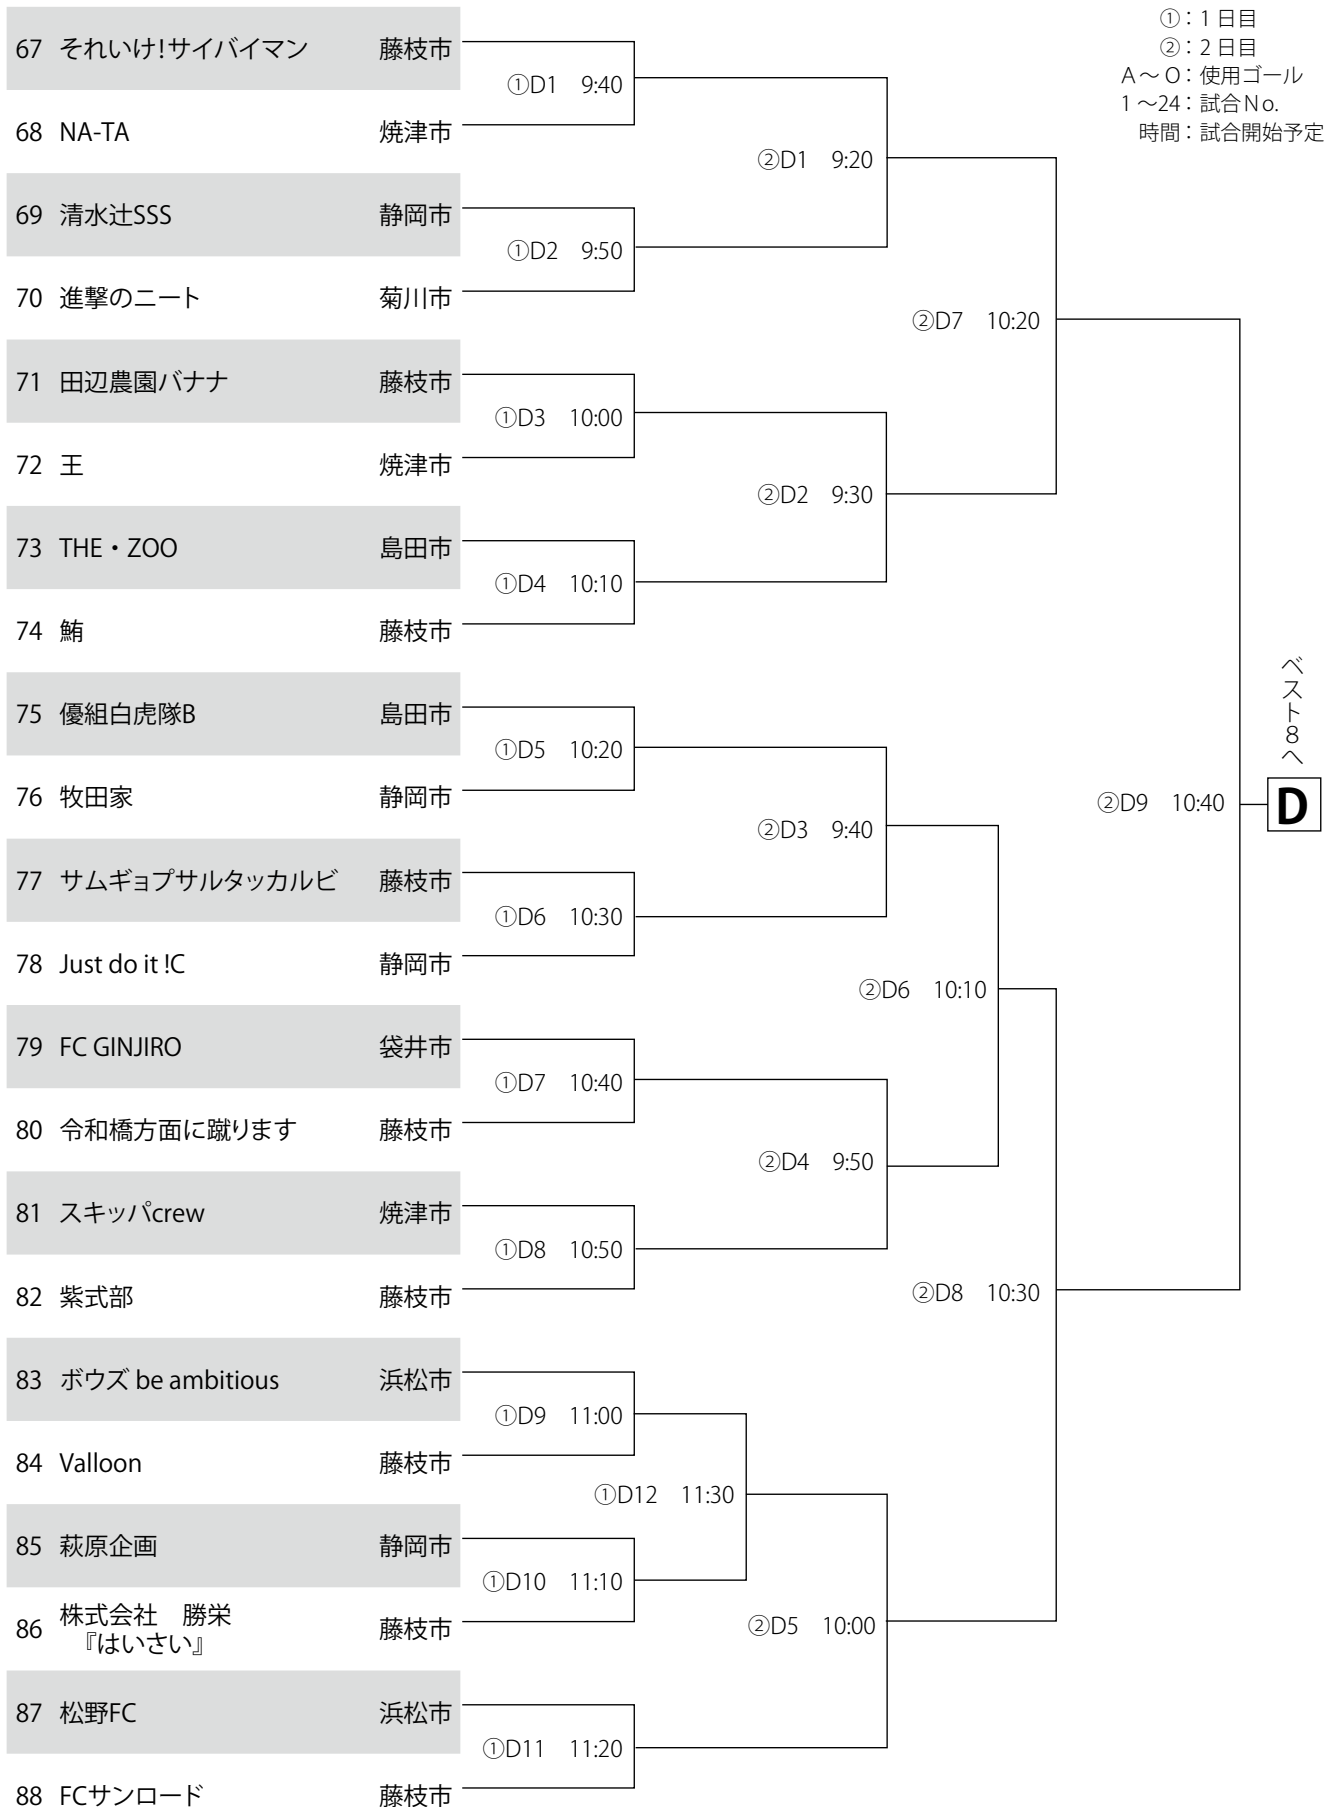 ①：1 日目
②：2 日目
A～O：使用ゴール
1～24：試合No.
時間：試合開始予定
67 それいけ!サイバイマン 藤枝市
①D1 9:40
68 NA-TA 焼津市
②D1 9:20
69 清水辻SSS 静岡市
①D2 9:50
70 進撃のニート 菊川市
②D7 10:20
71 田辺農園バナナ 藤枝市
①D3 10:00
72 王 焼津市
②D2 9:30
73 THE・ZOO 島田市
①D4 10:10
74 鮪 藤枝市
75 優組白虎隊B 島田市
①D5 10:20
76 牧田家 静岡市
②D3 9:40
77 サムギョプサルタッカルビ 藤枝市
①D6 10:30
78 Just do it !C 静岡市
②D6 10:10
79 FC GINJIRO 袋井市
①D7 10:40
80 令和橋方面に蹴ります 藤枝市
②D4 9:50
81 スキッパcrew 焼津市
①D8 10:50
82 紫式部 藤枝市
②D8 10:30
83 ボウズ be ambitious 浜松市
①D9 11:00
84 Valloon 藤枝市
①D12 11:30
85 萩原企画 静岡市
①D10 11:10
86 株式会社　勝栄
『はいさい』 藤枝市
②D5 10:00
87 松野FC 浜松市
①D11 11:20
88 FCサンロード 藤枝市
②D9 10:40
ベスト8へ
D